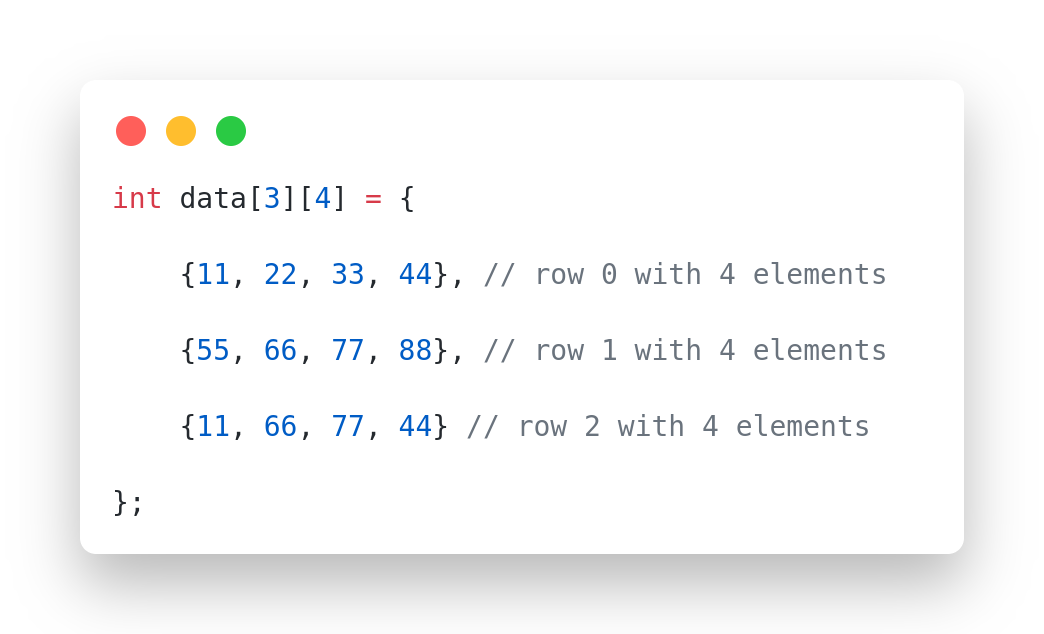 int data[3][4] = {
    {11, 22, 33, 44}, // row 0 with 4 elements
    {55, 66, 77, 88}, // row 1 with 4 elements
    {11, 66, 77, 44} // row 2 with 4 elements
};